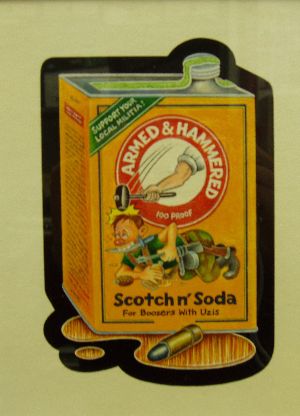 SUPPORT YOUR
LOCAL MILITIA!
ARMED & HAMMERED
100 PROOF
Scotch n' Soda
For Boozers With Uzis